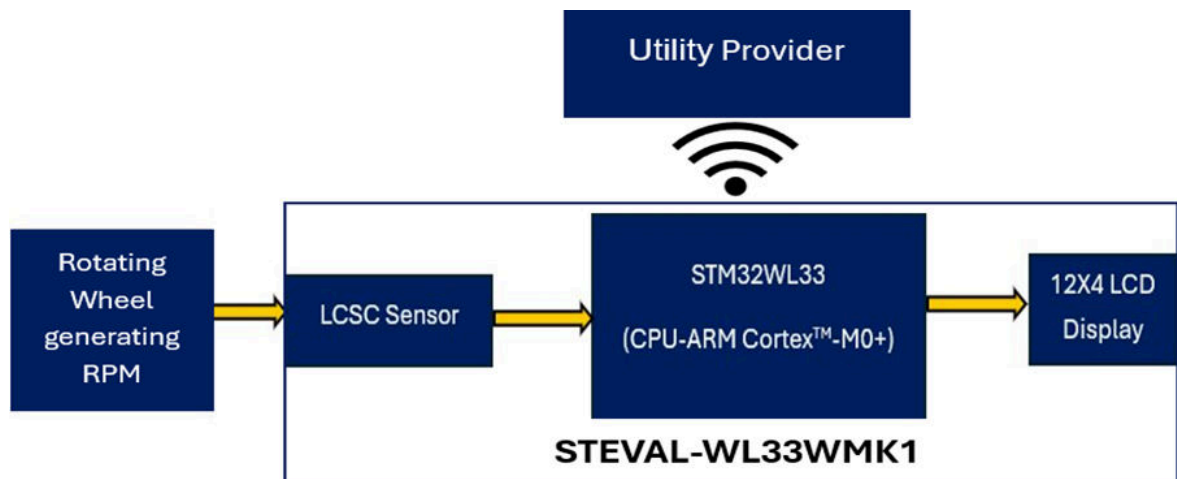 Utility Provider
Rotating
Wheel
generating
RPM
LCSC Sensor
STM32WL33
(CPU-ARM Cortex™-M0+)
12X4 LCD
Display
STEVAL-WL33WMK1